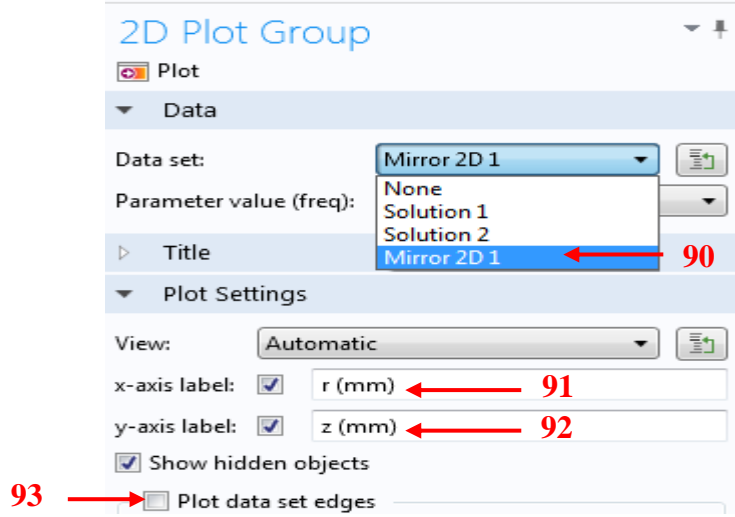 2D Plot Group
Plot
Data
Data set: Mirror 2D 1
None
Parameter value (freq):
Solution 1
Solution 2
Title
Mirror 2D 1 90
Plot Settings
View: Automatic
x-axis label: r (mm) 91
y-axis label: z (mm) 92
Show hidden objects
93 Plot data set edges